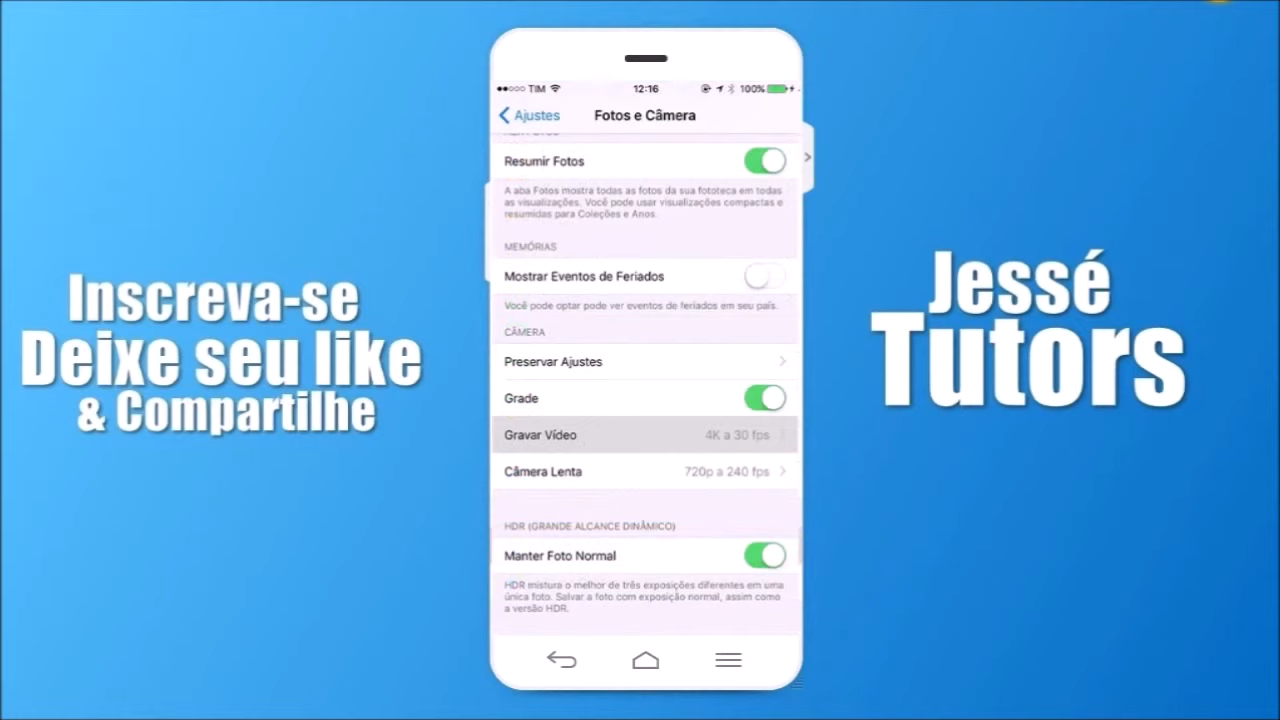 Inscreva-se
Deixe seu like
& Compartilhe
TIM
12:16
100%
Ajustes
Fotos e Câmera
Resumir Fotos
A aba Fotos mostra todas as fotos da sua fototeca em todas
as visualizações. Você pode usar visualizações compactas e
resumidas para Coleções e Anos.
MEMÓRIAS
Mostrar Eventos de Feriados
Você pode optar pode ver eventos de feriados em seu país.
CÂMERA
Preservar Ajustes
Grade
Gravar Vídeo 4K a 30 fps
Câmera Lenta 720p a 240 fps
HDR (GRANDE ALCANCE DINÂMICO)
Manter Foto Normal
HDR mistura o melhor de três exposições diferentes em uma
única foto. Salvar a foto com exposição normal, assim como
a versão HDR.
Jessé
Tutors